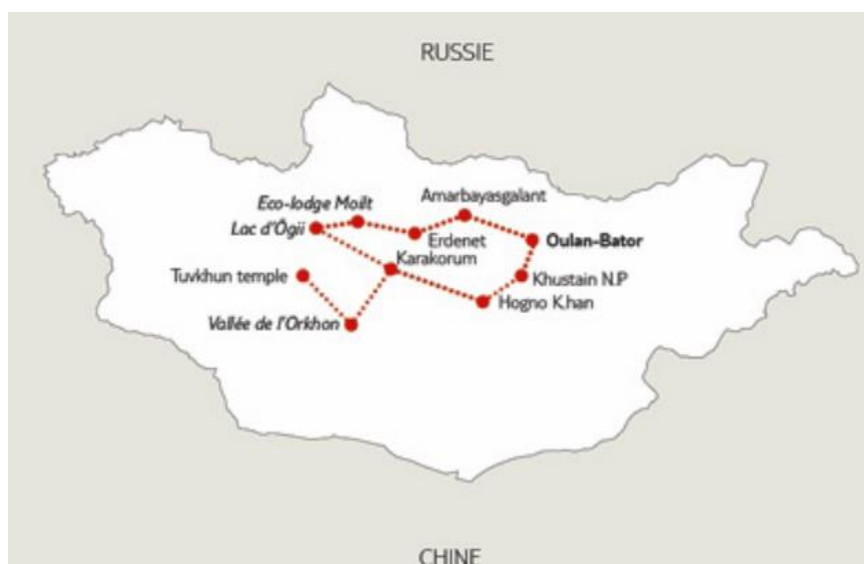 RUSSIE
Amarbayasgalant
Eco-lodge Moilt
Lac d'Ögii
Erdenet
Oulan-Bator
Karakorum
Tuvkhun temple
Khustain N.P
Hogno K.han
Vallée de l'Orkhon
CHINE